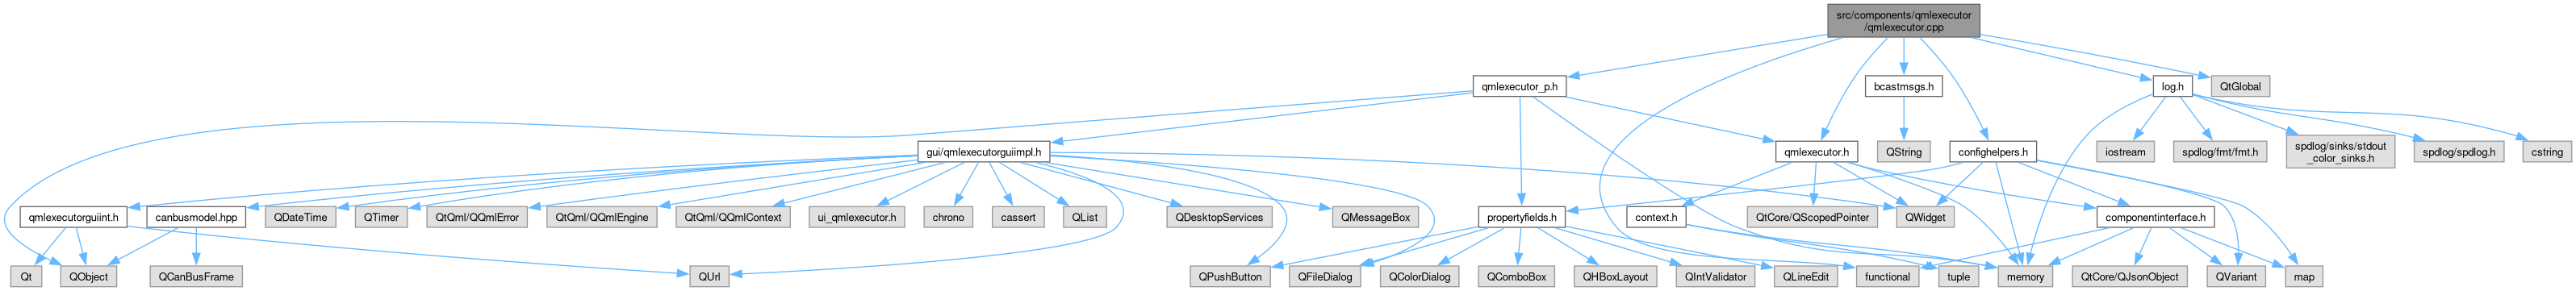 src/components/qmlexecutor
/qmlexecutor.cpp
qmlexecutor_p.h
bcastmsgs.h
log.h
QtGlobal
gui/qmlexecutorguiimpl.h
qmlexecutor.h
QString
confighelpers.h
iostream
spdlog/fmt/fmt.h
spdlog/sinks/stdout
_color_sinks.h
spdlog/spdlog.h
cstring
qmlexecutorguiint.h
canbusmodel.hpp
QDateTime
QTimer
QtQml/QQmlError
QtQml/QQmlEngine
QtQml/QQmlContext
ui_qmlexecutor.h
chrono
cassert
QList
QDesktopServices
QMessageBox
propertyfields.h
context.h
QtCore/QScopedPointer
QWidget
componentinterface.h
Qt
QObject
QCanBusFrame
QUrl
QPushButton
QFileDialog
QColorDialog
QComboBox
QHBoxLayout
QIntValidator
QLineEdit
functional
tuple
memory
QtCore/QJsonObject
QVariant
map